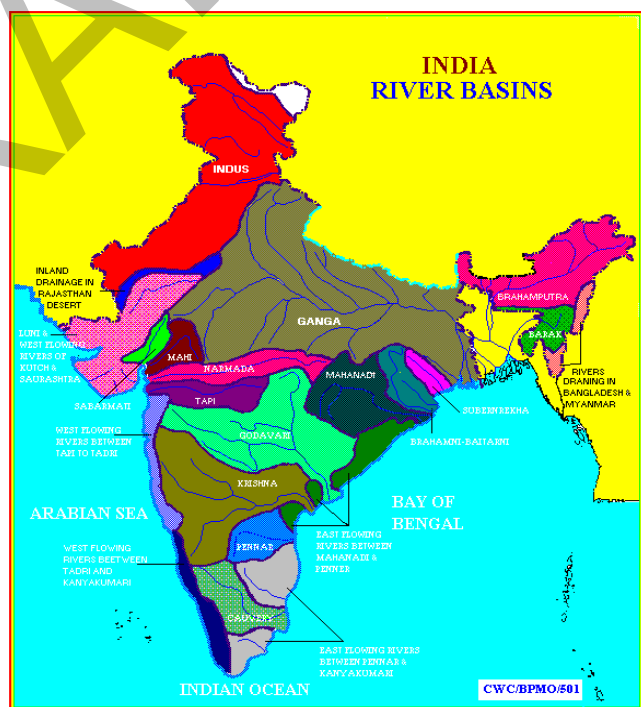 INDIA
RIVER BASINS
INDUS
INLAND
DRAINAGE IN
RAJASTHAN
DESERT
BRAHAMPUTRA
GANGA
LUNI &
WEST FLOWING
RIVERS OF
KUTCH &
SAURASHTRA
BARAK
MAHI
NARMADA
MAHANADI
RIVERS
DRANING IN
BANGLADESH &
MYANMAR
TAPI
SABARMATI
SUBERNREKHA
WEST FLOWING
RIVERS BETWEEN
TAPI TO TADRI
GODAVARI
BRAHAMNI-BAITARNI
KRISHNA
ARABIAN SEA
BAY OF
BENGAL
EAST FLOWING
RIVERS BETWEEN
MAHANADI &
PENNER
PENNAR
WEST FLOWING
RIVERS BEETWEEN
TADRI AND
KANYAKUMARI
CAUVERY
EAST FLOWING RIVERS
BETWEEN PENNAR &
KANYAKUMARI
INDIAN OCEAN
CWC/BPMO/501